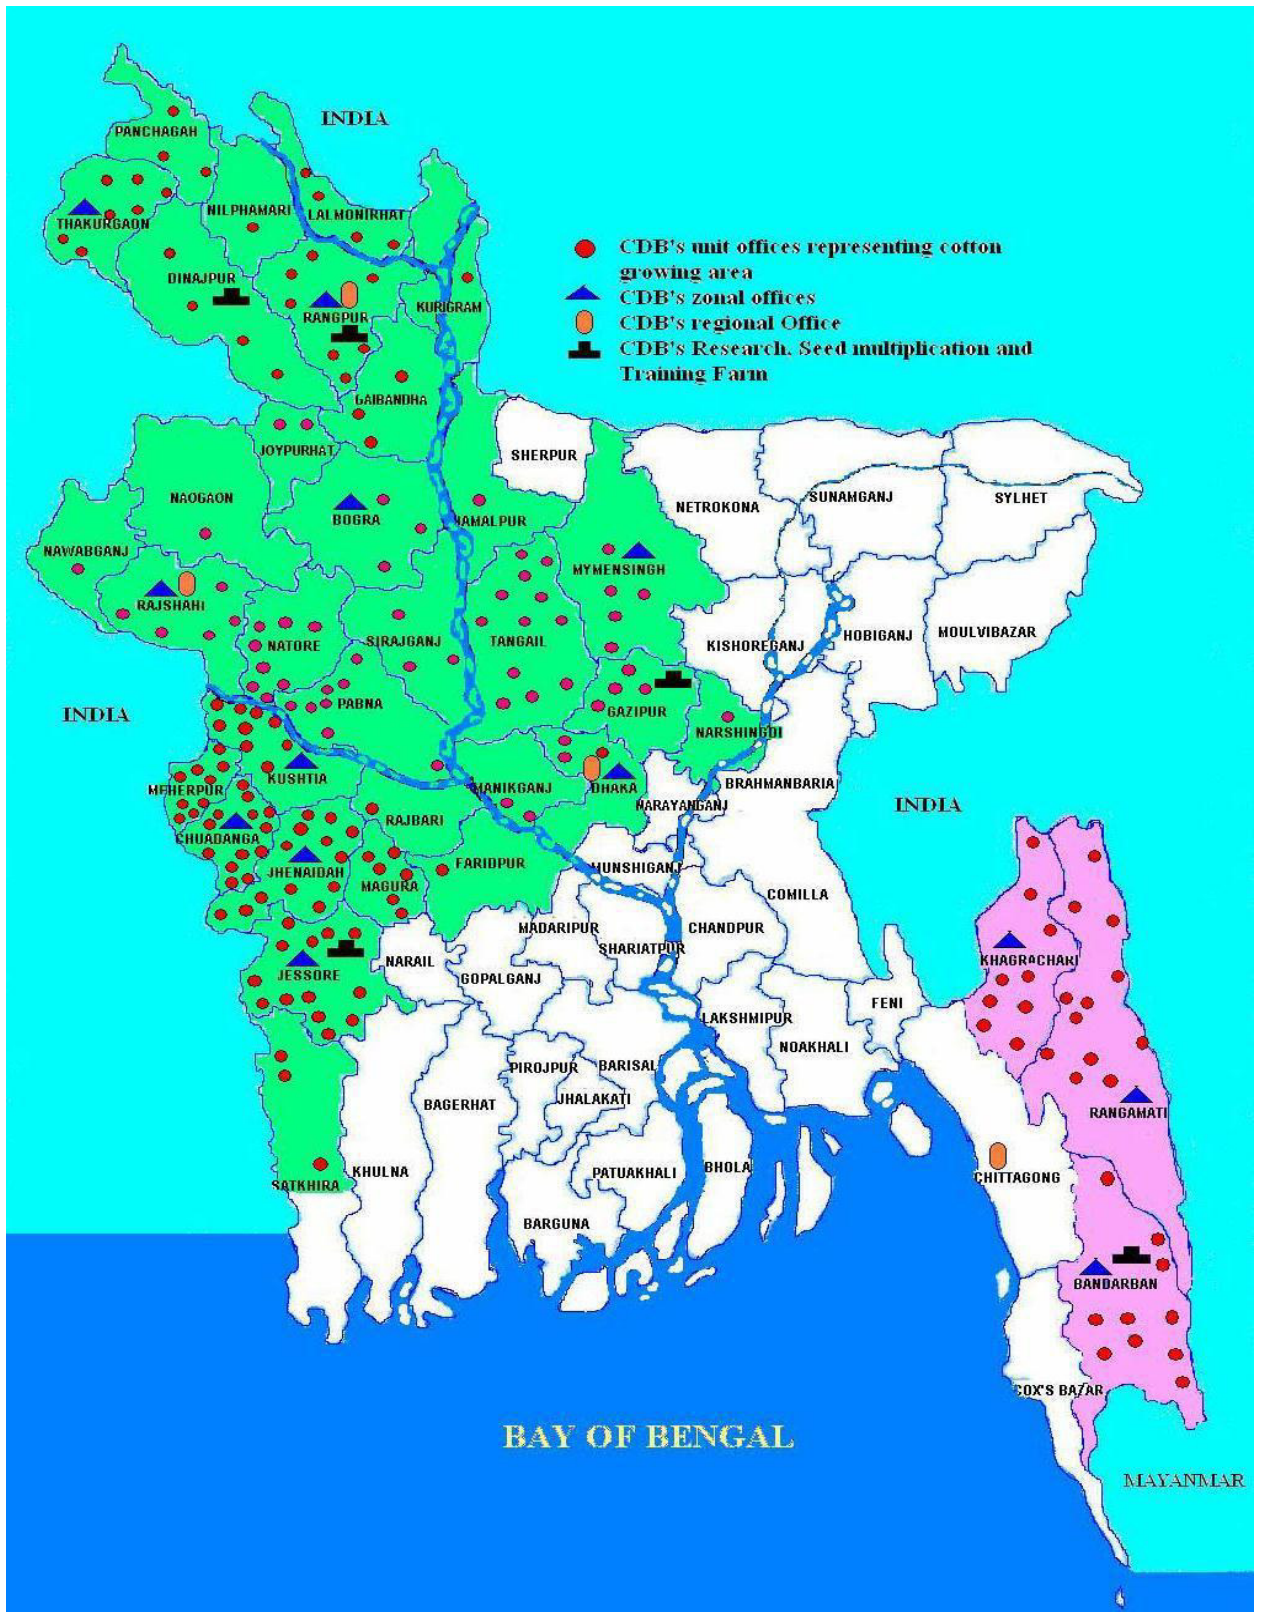 INDIA
PANCHAGAH
NILPHAMARI
LALMONIRHAT
THAKURGAON
DINAJPUR
RANGPUR
KURIGRAM
CDB's unit offices representing cotton
growing area
CDB's zonal offices
CDB's regional Office
CDB's Research, Seed multiplication and
Training Farm
GAIBANDHA
JOYPURHAT
SHERPUR
NAOGAON
BOGRA
JAMALPUR
NETROKONA
SUNAMGANJ
SYLHET
NAWABGANJ
MYMENSINGH
RAJSHAHI
NATORE
SIRAJGANJ
TANGAIL
KISHOREGANJ
HOBIGANJ
MOULVIBAZAR
INDIA
PABNA
GAZIPUR
NARSHINGDI
KUSHTIA
MEHERPUR
MANIKGANJ
DHAKA
BRAHMANBARIA
NARAYANGANJ
INDIA
CHUADANGA
RAJBARI
JHENAIDAH
FARIDPUR
MUNSHIGANJ
MAGURA
COMILLA
MADARIPUR
SHARIATPUR
CHANDPUR
KHAGRACHARI
JESSORE
NARAIL
GOPALGANJ
FENI
LAKSHMIPUR
NOAKHALI
PIROJPUR
BARISAL
BAGERHAT
JHALAKATI
RANGAMATI
SATKHIRA
KHULNA
PATUAKHALI
BHOLA
CHITTAGONG
BARGUNA
BANDARBAN
COX'S BAZAR
BAY OF BENGAL
MAYANMAR